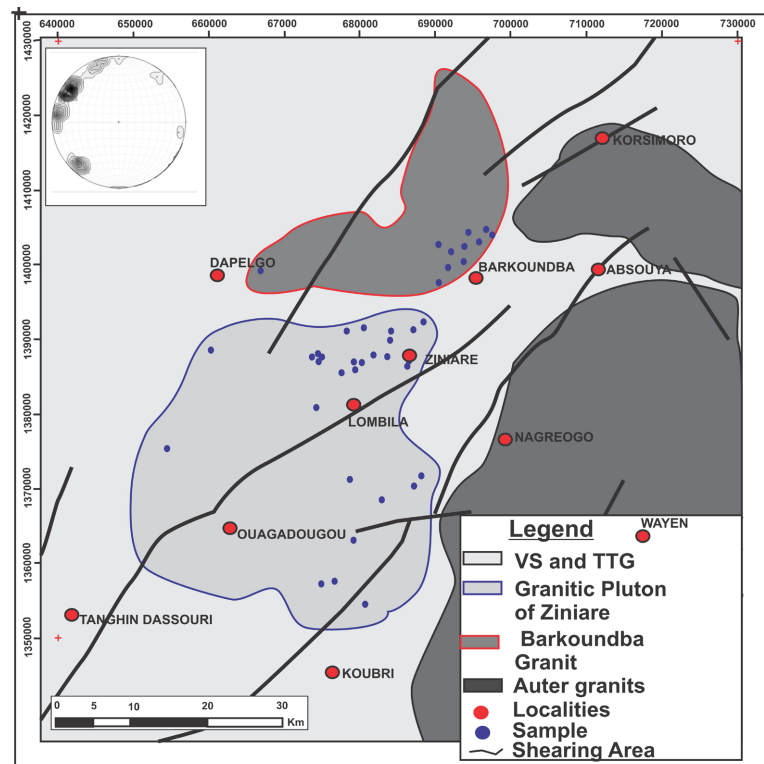 640000 650000 660000 67000 680000 690000 700000 710000 720000 730000
1430000
1420000
1410000
1400000
1390000
1380000
1370000
1360000
1350000
KORSIMORO
DAPELGO
BARKOUNDBA
ABSOUYA
ZINIARE
LOMBILA
NAGREOGO
OUAGADOUGOU
WAYEN
TANGHIN DASSOURI
KOUBRI
0 5 10 20 30
Km
Legend
VS and TTG
Granitic Pluton
of Ziniare
Barkoundba
Granit
Auter granits
Localities
Sample
Shearing Area